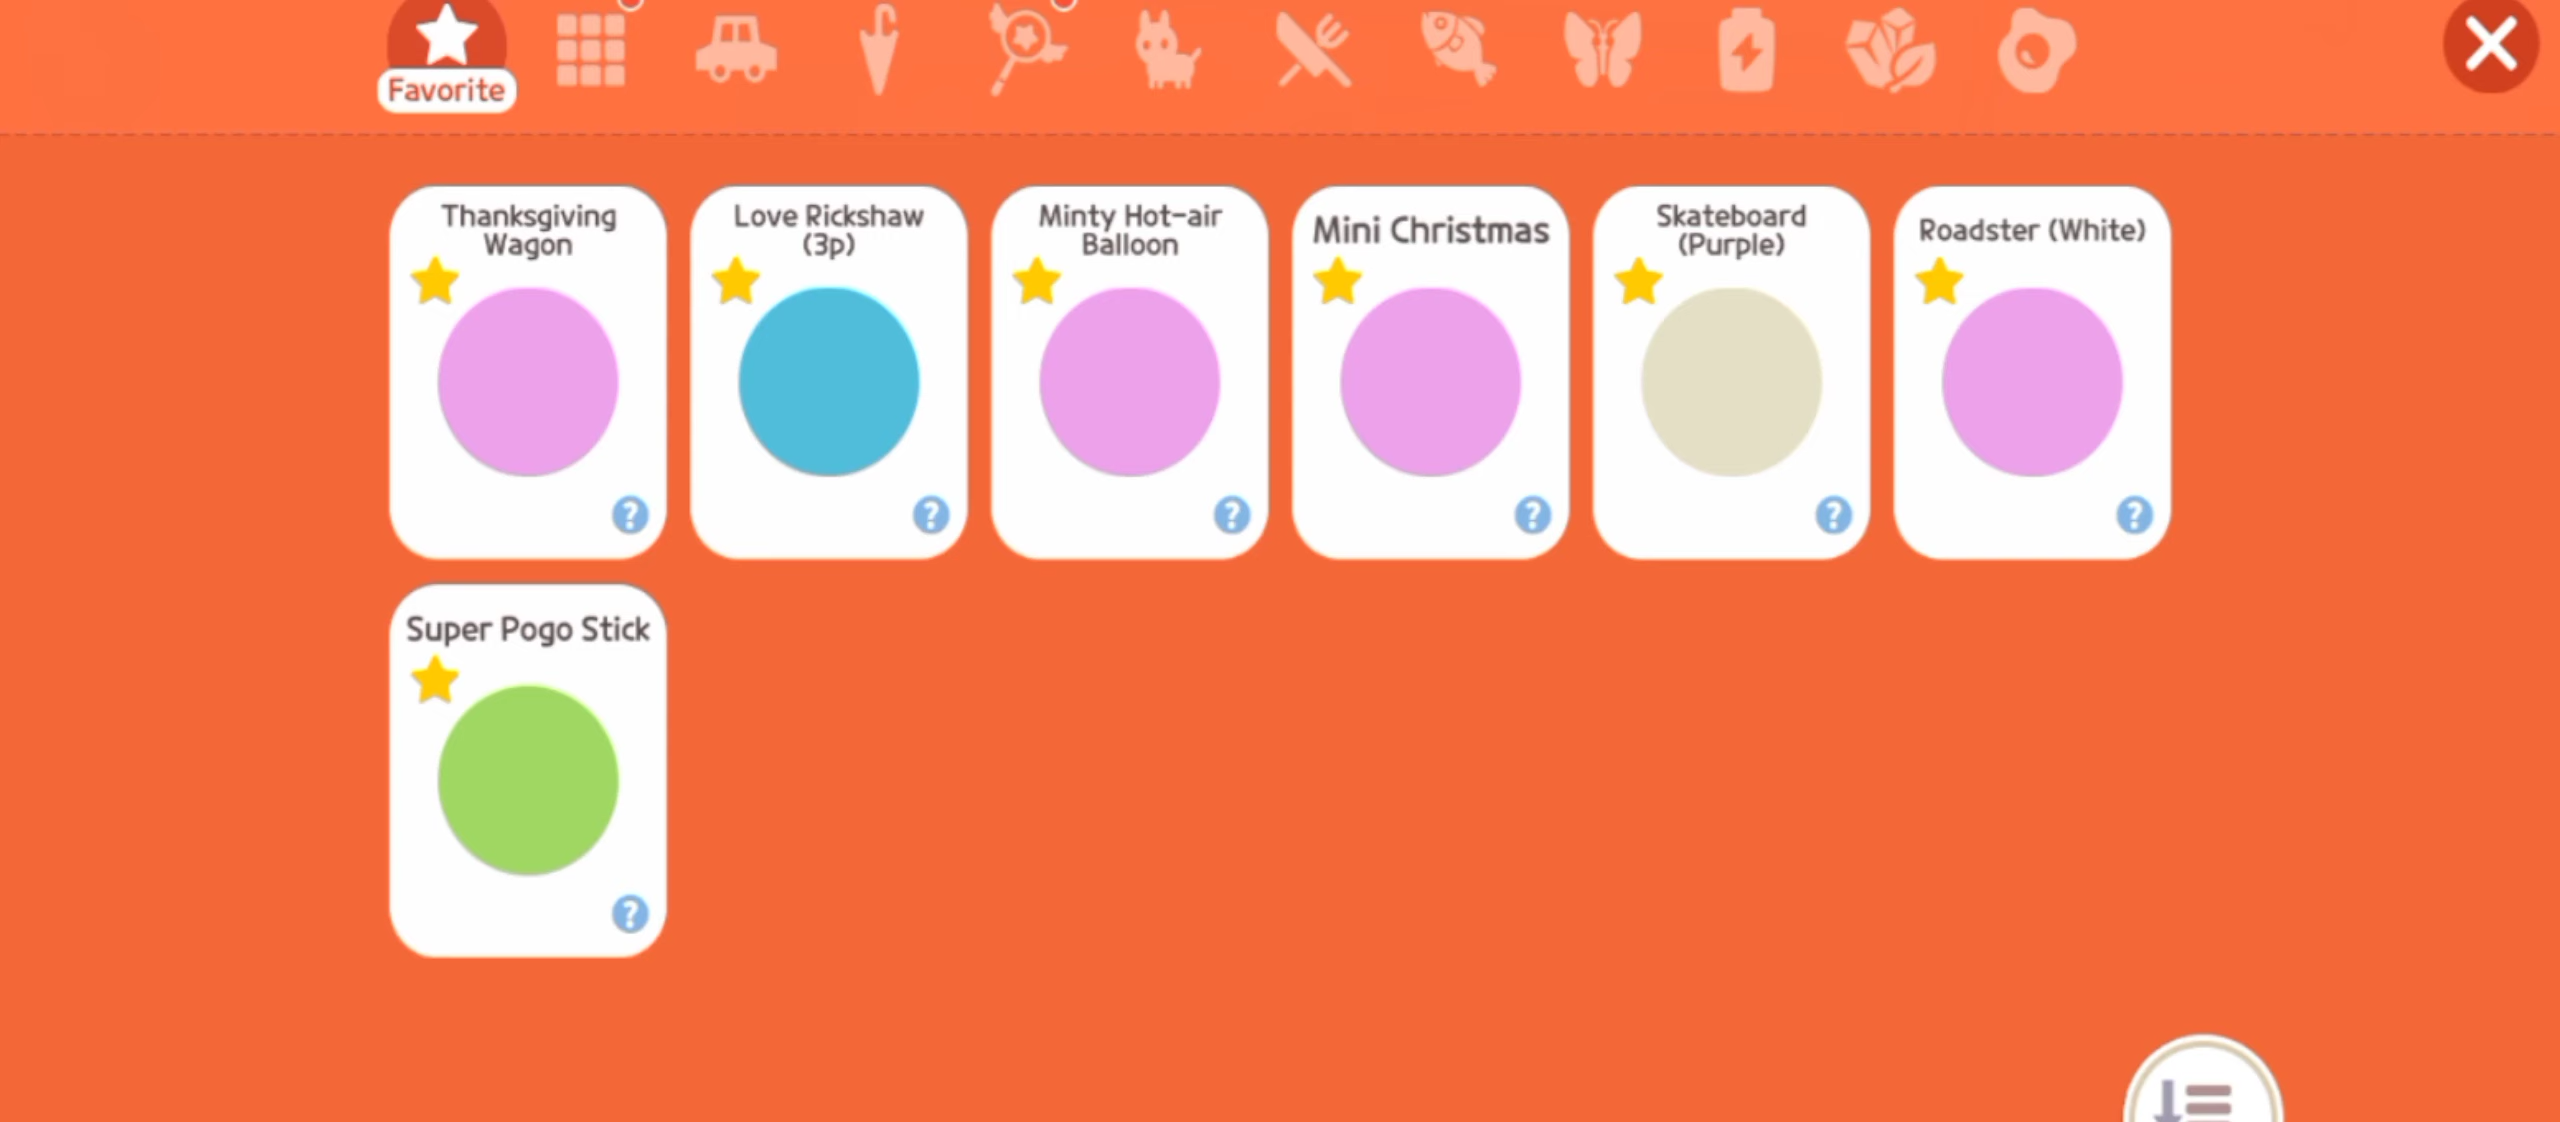 Favorite
Thanksgiving
Wagon
Love Rickshaw
(3p)
Minty Hot-air
Balloon
Mini Christmas
Skateboard
(Purple)
Roadster (White)
?
?
?
?
?
?
Super Pogo Stick
?